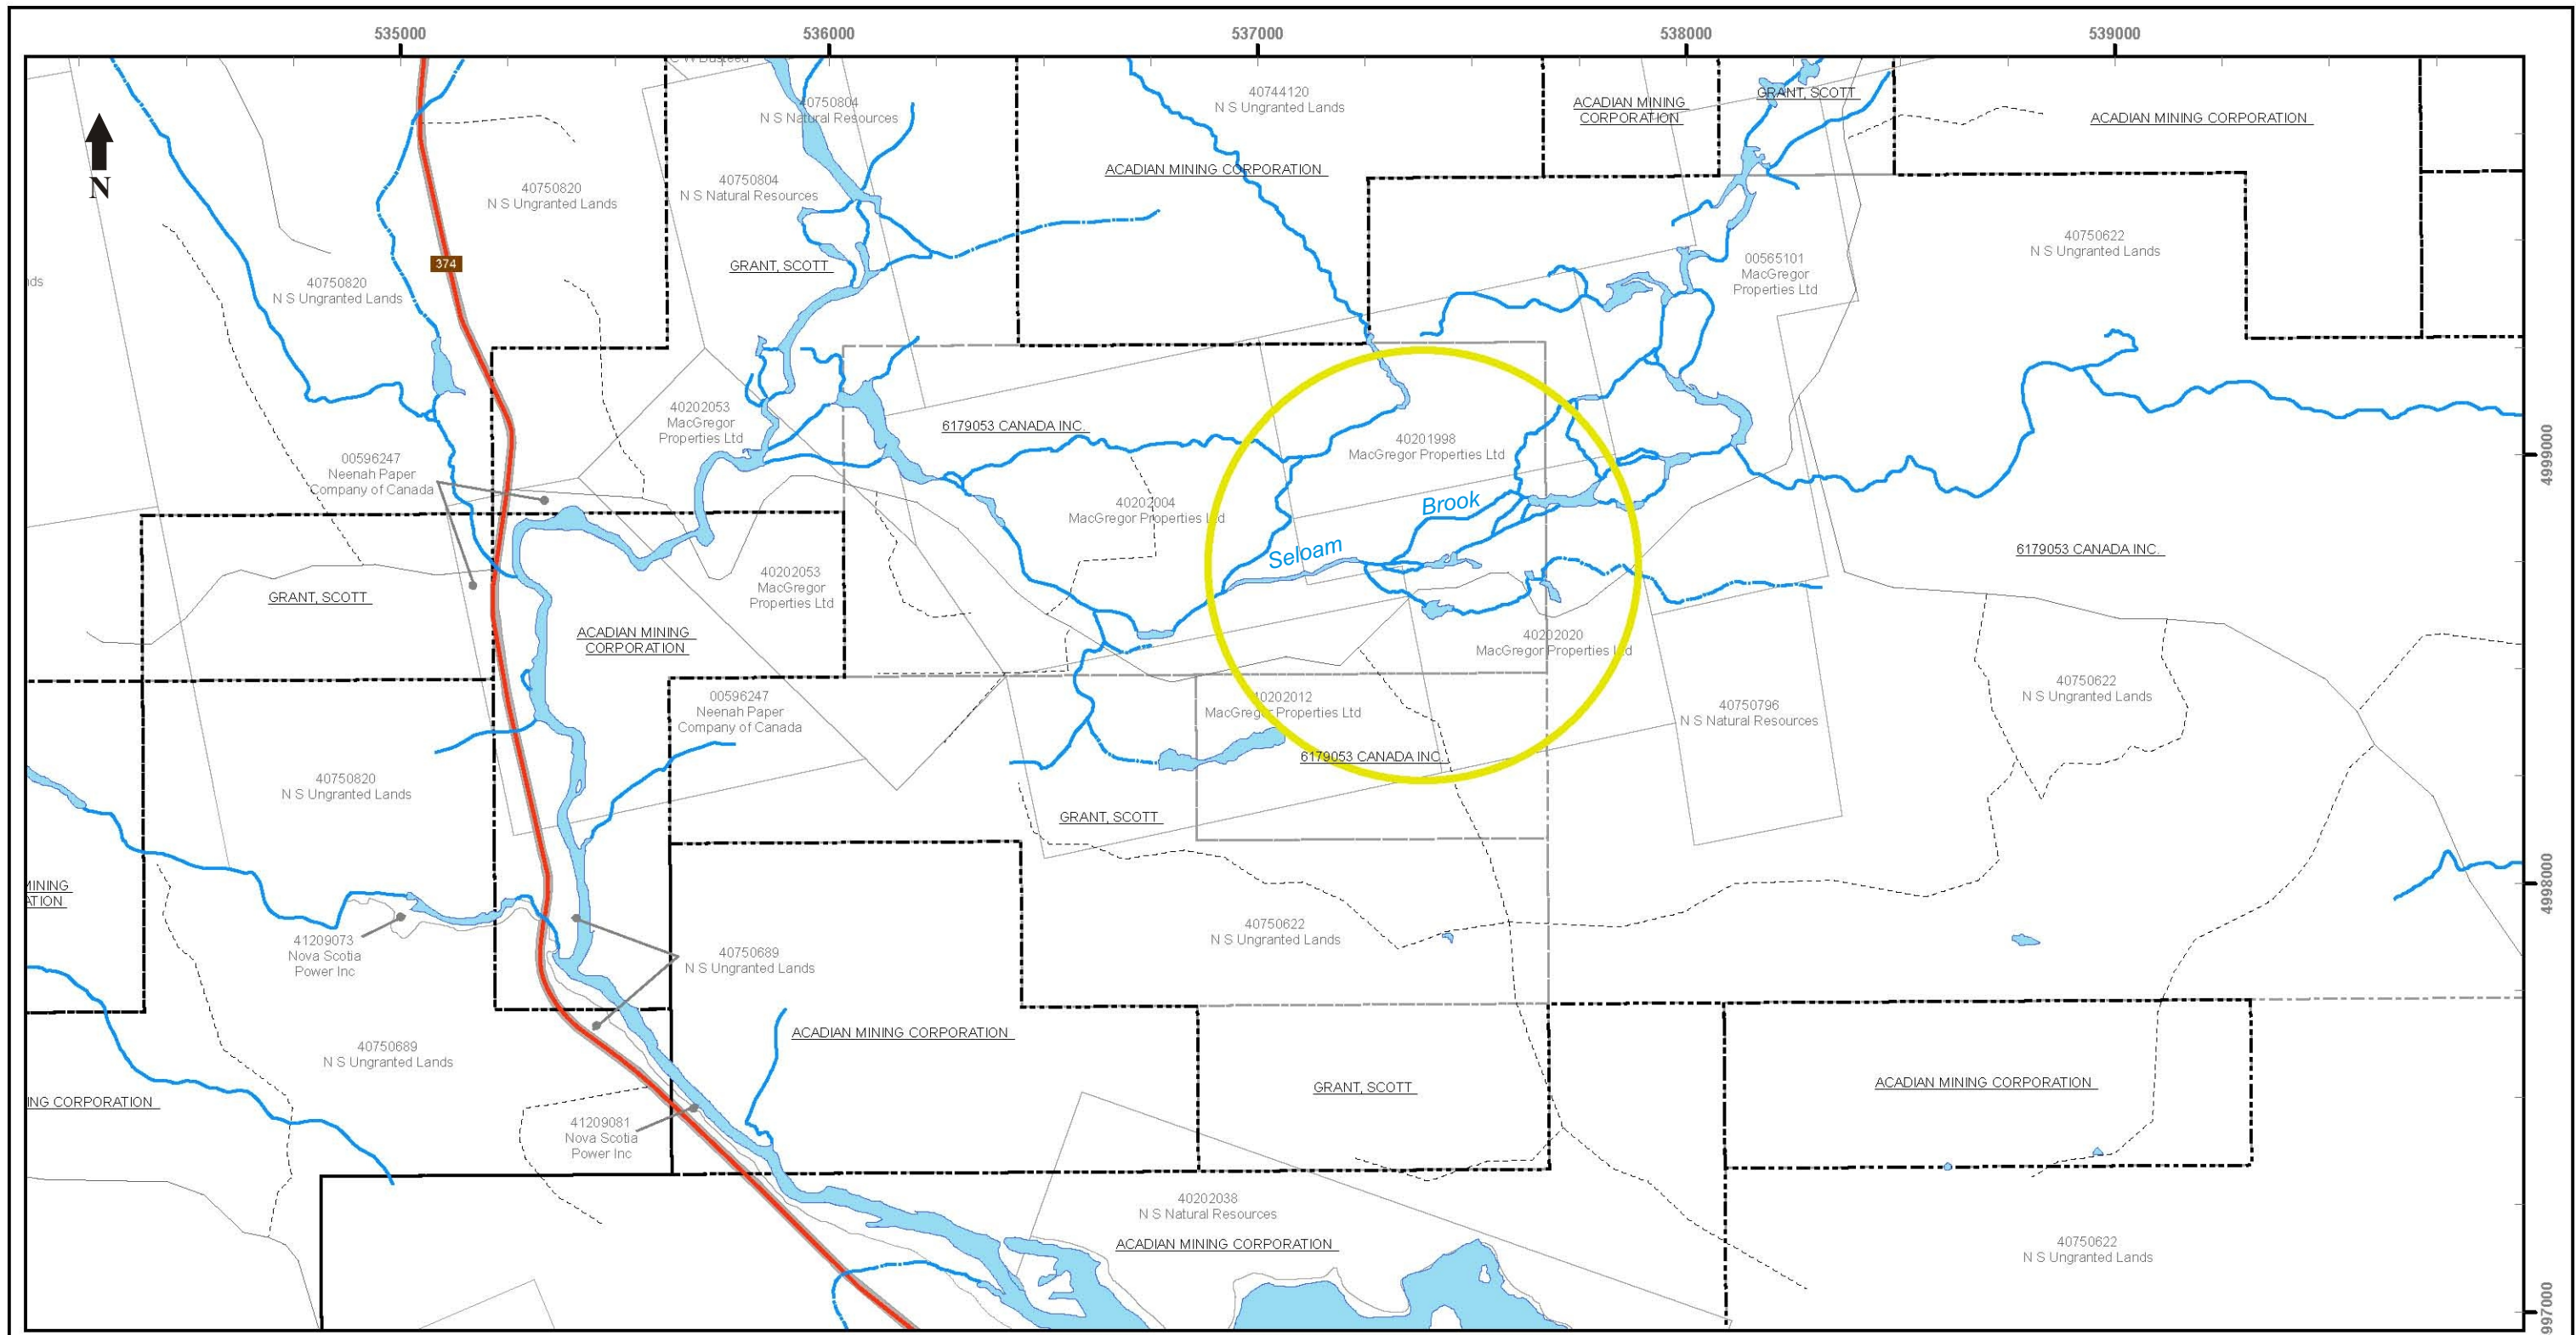 535000
536000
537000
538000
539000
N
374
40750804
N S Natural Resources
40744120
N S Ungranted Lands
ACADIAN MINING
CORPORATION
GRANT, SCOTT
ACADIAN MINING CORPORATION
ACADIAN MINING CORPORATION
40750820
N S Ungranted Lands
40750804
N S Natural Resources
GRANT, SCOTT
40750622
N S Ungranted Lands
00565101
MacGregor
Properties Ltd
40750820
N S Ungranted Lands
40202053
MacGregor
Properties Ltd
6179053 CANADA INC.
40201998
MacGregor Properties Ltd
4999000
00596247
Neenah Paper
Company of Canada
40202004
MacGregor Properties Ltd
Brook
Seloam
6179053 CANADA INC.
GRANT, SCOTT
40202053
MacGregor
Properties Ltd
ACADIAN MINING
CORPORATION
40202020
MacGregor Properties Ltd
00596247
Neenah Paper
Company of Canada
40202012
MacGregor Properties Ltd
40750796
N S Natural Resources
40750622
N S Ungranted Lands
6179053 CANADA INC.
40750820
N S Ungranted Lands
GRANT, SCOTT
4998000
MINING
ATION
41209073
Nova Scotia
Power Inc
40750689
N S Ungranted Lands
40750622
N S Ungranted Lands
40750689
N S Ungranted Lands
ACADIAN MINING CORPORATION
GRANT, SCOTT
ACADIAN MINING CORPORATION
NG CORPORATION
41209081
Nova Scotia
Power Inc
40202038
N S Natural Resources
ACADIAN MINING CORPORATION
40750622
N S Ungranted Lands
997000